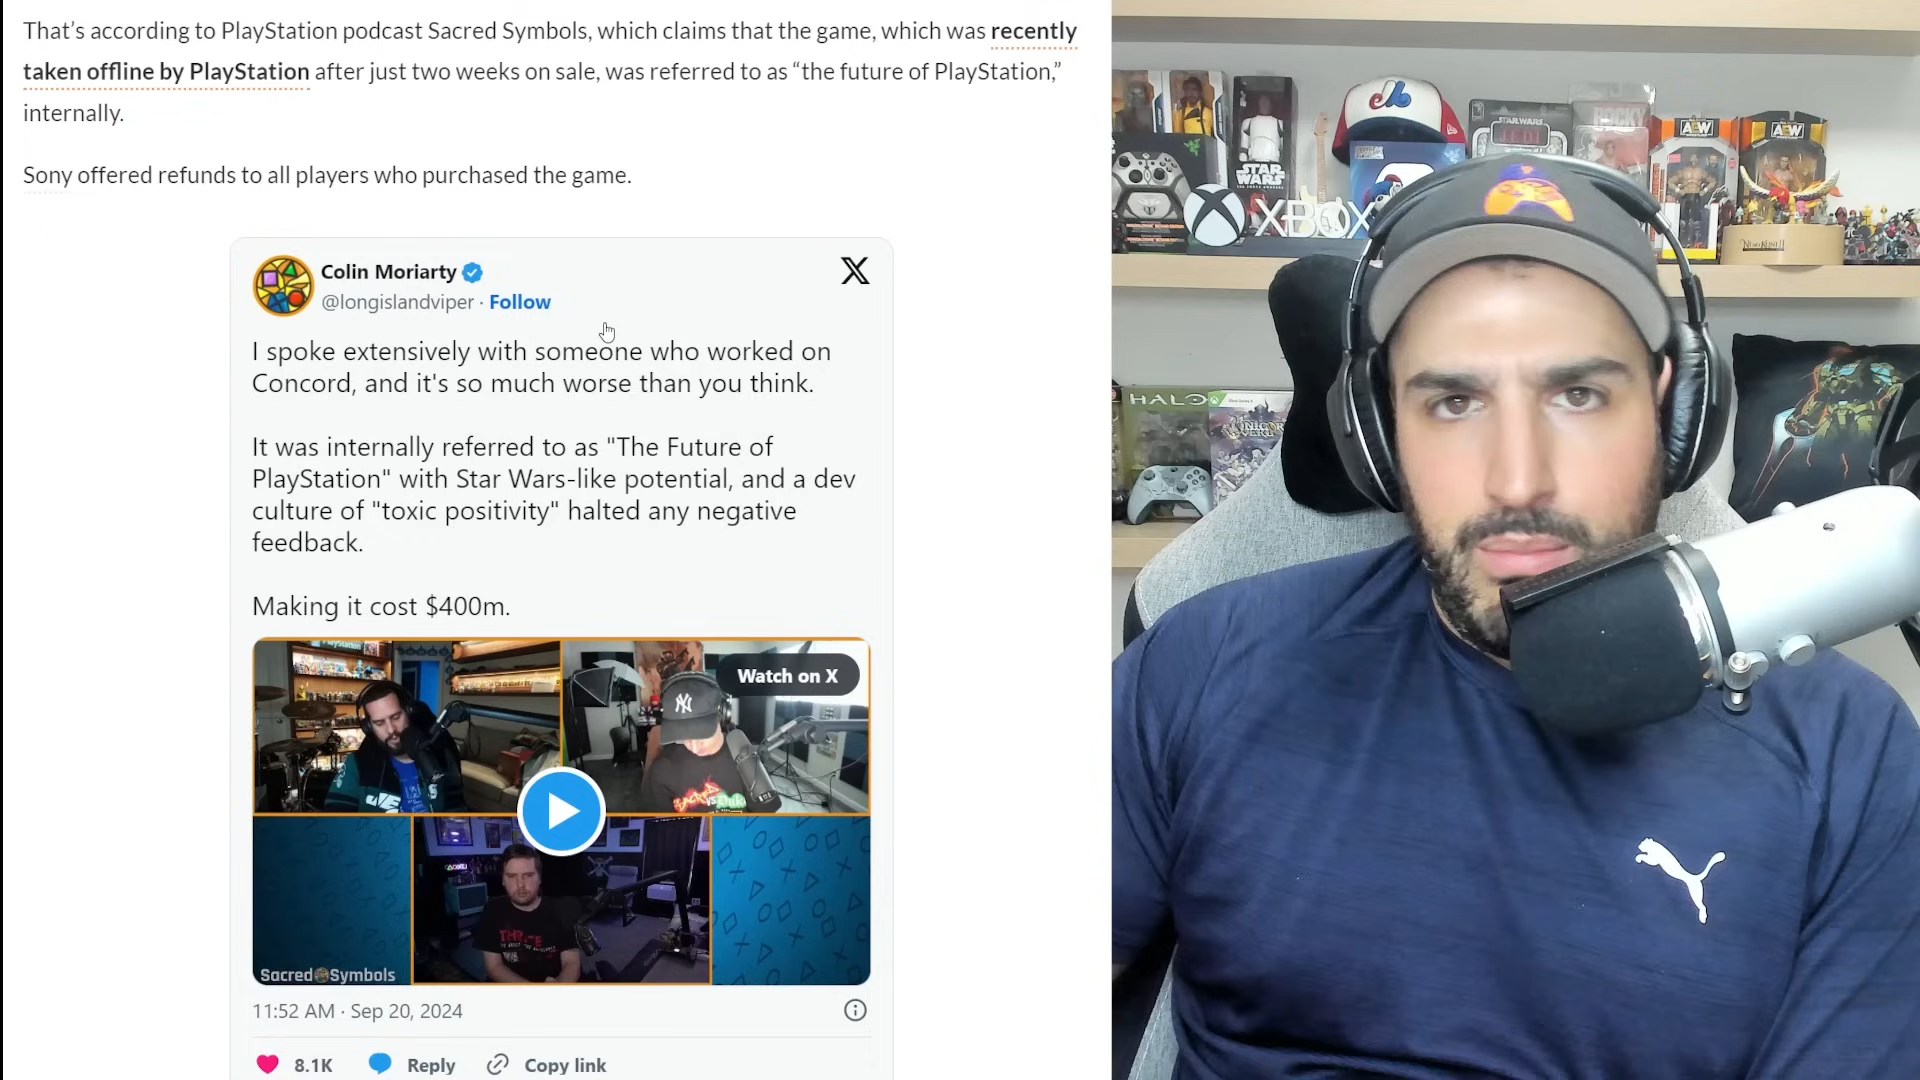 That’s according to PlayStation podcast Sacred Symbols, which claims that the game, which was recently
taken offline by PlayStation after just two weeks on sale, was referred to as “the future of PlayStation,”
internally.
Sony offered refunds to all players who purchased the game.
Colin Moriarty
@longislandviper · Follow
I spoke extensively with someone who worked on
Concord, and it's so much worse than you think.
It was internally referred to as "The Future of
PlayStation" with Star Wars-like potential, and a dev
culture of "toxic positivity" halted any negative
feedback.
Making it cost $400m.
PlayStation
Watch on X
Sacred Symbols
11:52 AM · Sep 20, 2024
8.1K Reply Copy link
STAR
WARS
XBOX
STAR WARS
ROCKY
AEW
AEW
HALO